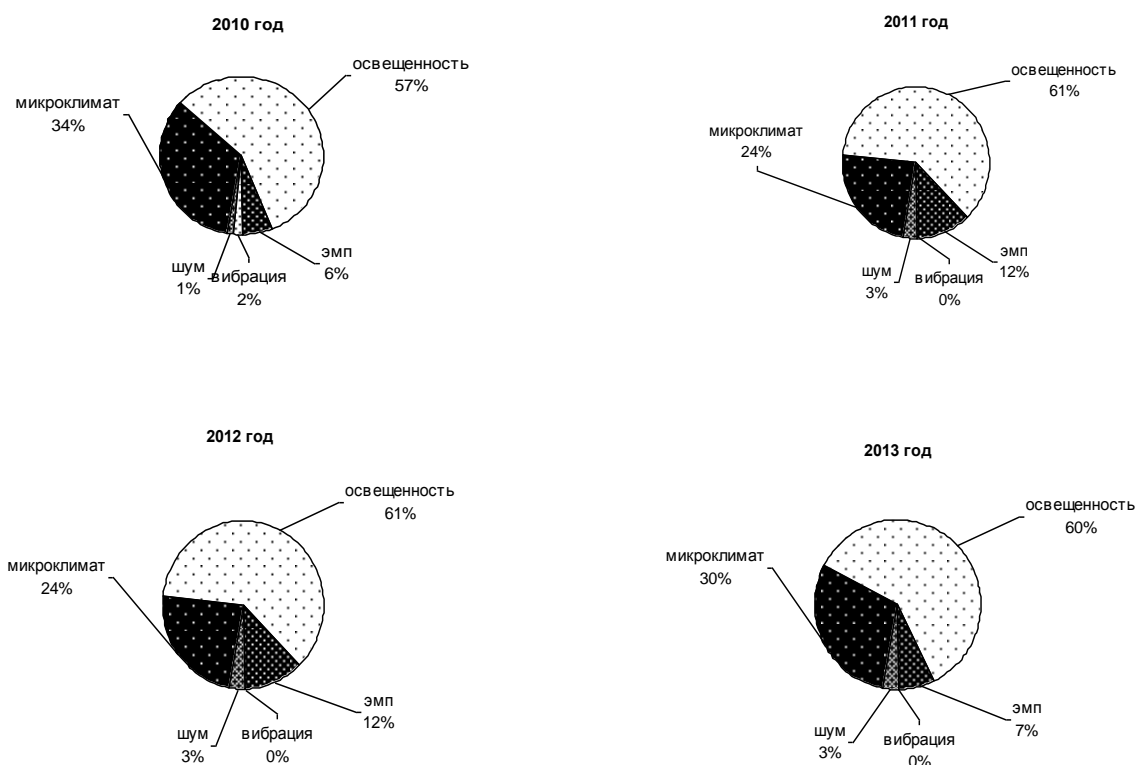 2010 год
освещенность
57%
микроклимат
34%
шум
1%
вибрация
2%
эмп
6%
2011 год
освещенность
61%
микроклимат
24%
шум
3%
вибрация
0%
эмп
12%
2012 год
освещенность
61%
микроклимат
24%
шум
3%
вибрация
0%
эмп
12%
2013 год
освещенность
60%
микроклимат
30%
шум
3%
вибрация
0%
эмп
7%